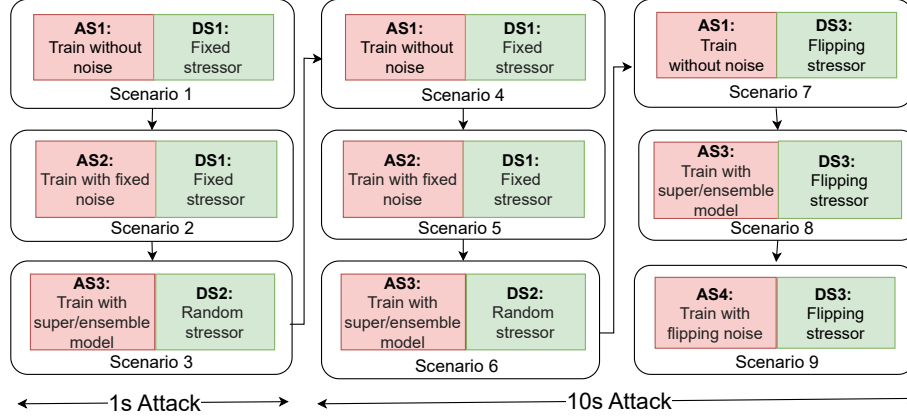 AS1:
Train without
noise
DS1:
Fixed
stressor
Scenario 1
AS2:
Train with fixed
noise
DS1:
Fixed
stressor
Scenario 2
AS3:
Train with
super/ensemble
model
DS2:
Random
stressor
Scenario 3
AS1:
Train without
noise
DS1:
Fixed
stressor
Scenario 4
AS2:
Train with fixed
noise
DS1:
Fixed
stressor
Scenario 5
AS3:
Train with
super/ensemble
model
DS2:
Random
stressor
Scenario 6
AS1:
Train
without noise
DS3:
Flipping
stressor
Scenario 7
AS3:
Train with
super/ensemble
model
DS3:
Flipping
stressor
Scenario 8
AS4:
Train with
flipping noise
DS3:
Flipping
stressor
Scenario 9
1s Attack
10s Attack